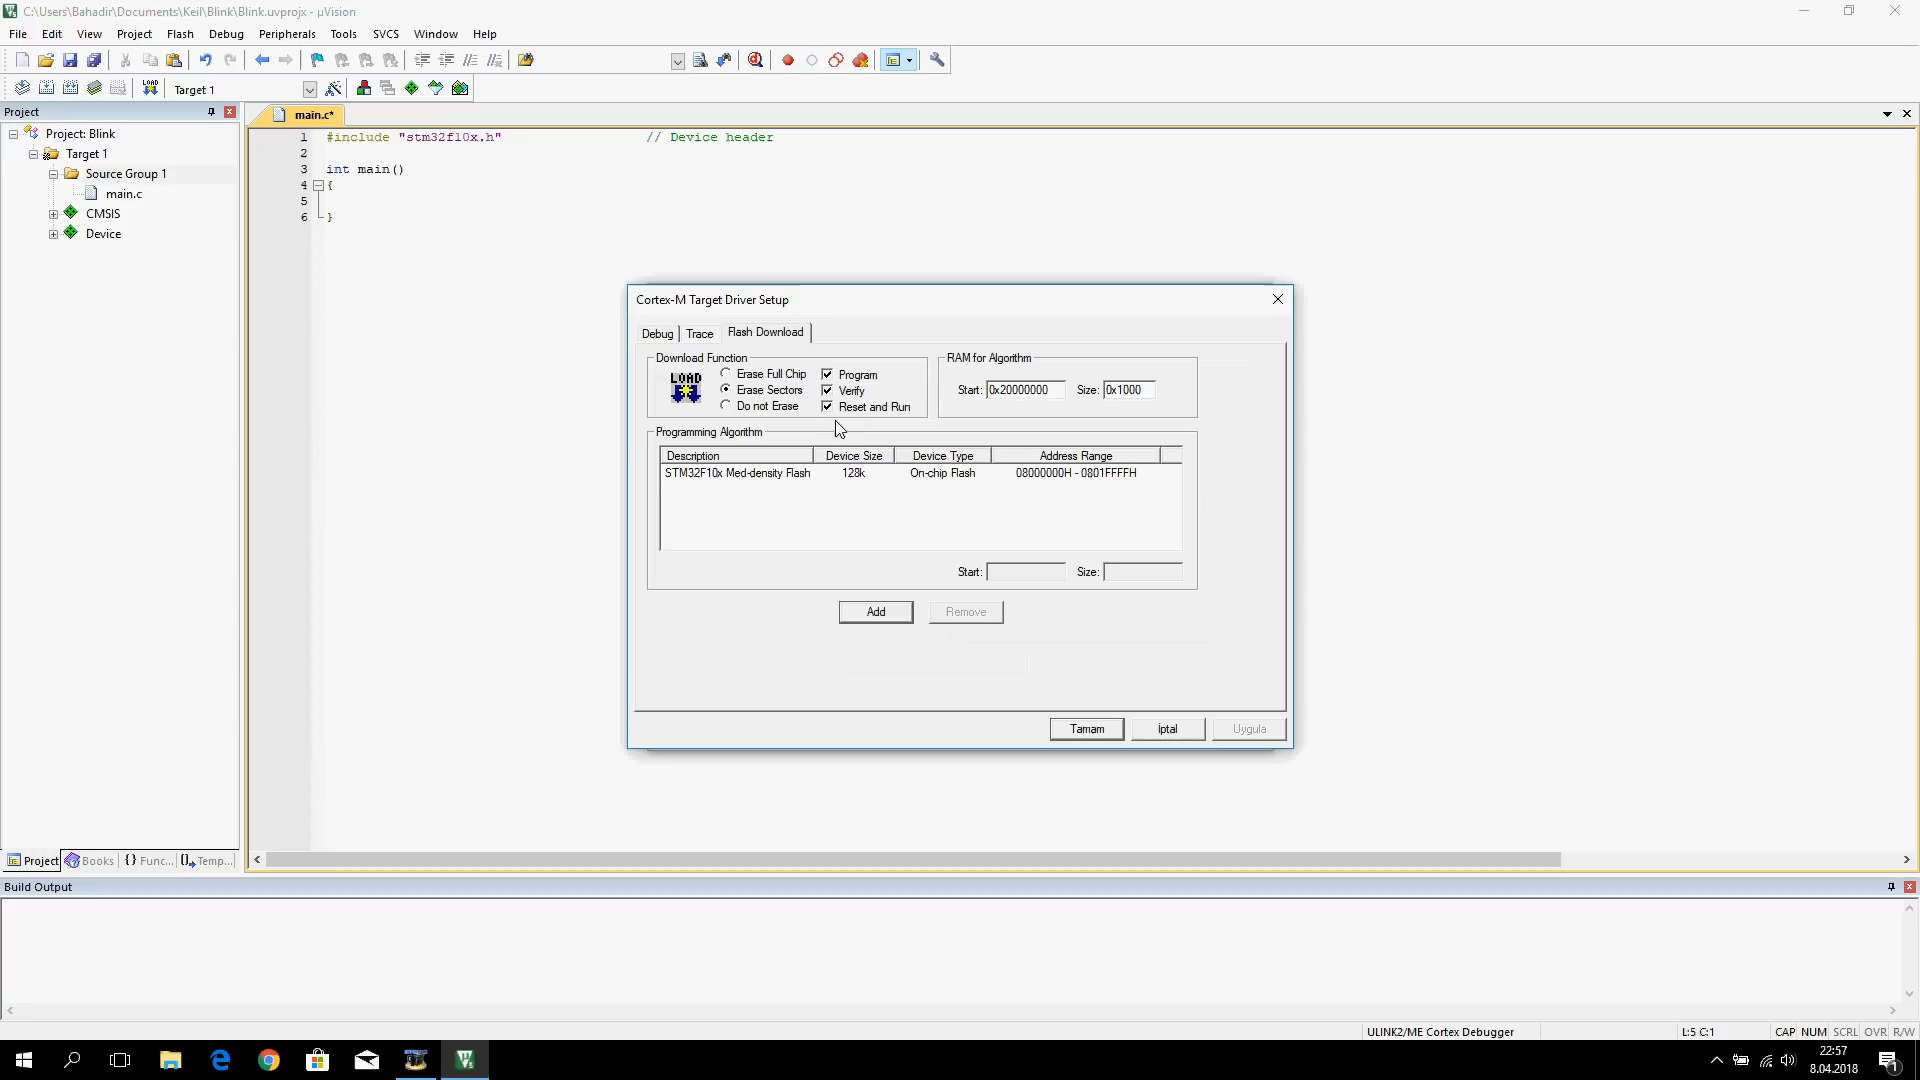 C:\Users\Bahadir\Documents\Keil\Blink\Blink.uvprojx - µVision
File Edit View Project Flash Debug Peripherals Tools SVCS Window Help
LOAD Target 1
Project
Project: Blink
Target 1
Source Group 1
main.c
CMSIS
Device
main.c*
1 #include "stm32f10x.h" // Device header
2
3 int main()
4 {
5
6 }
Cortex-M Target Driver Setup
Debug Trace Flash Download
Download Function
LOAD
Erase Full Chip
Erase Sectors
Do not Erase
Program
Verify
Reset and Run
RAM for Algorithm
Start: 0x20000000 Size: 0x1000
Programming Algorithm
Description Device Size Device Type Address Range
STM32F10x Med-density Flash 128k On-chip Flash 08000000H - 0801FFFFH
Start: Size:
Add Remove
Tamam İptal Uygula
Project Books {} Func... Temp...
Build Output
ULINK2/ME Cortex Debugger L:5 C:1 CAP NUM SCRL OVR R/W
22:57
8.04.2018
1